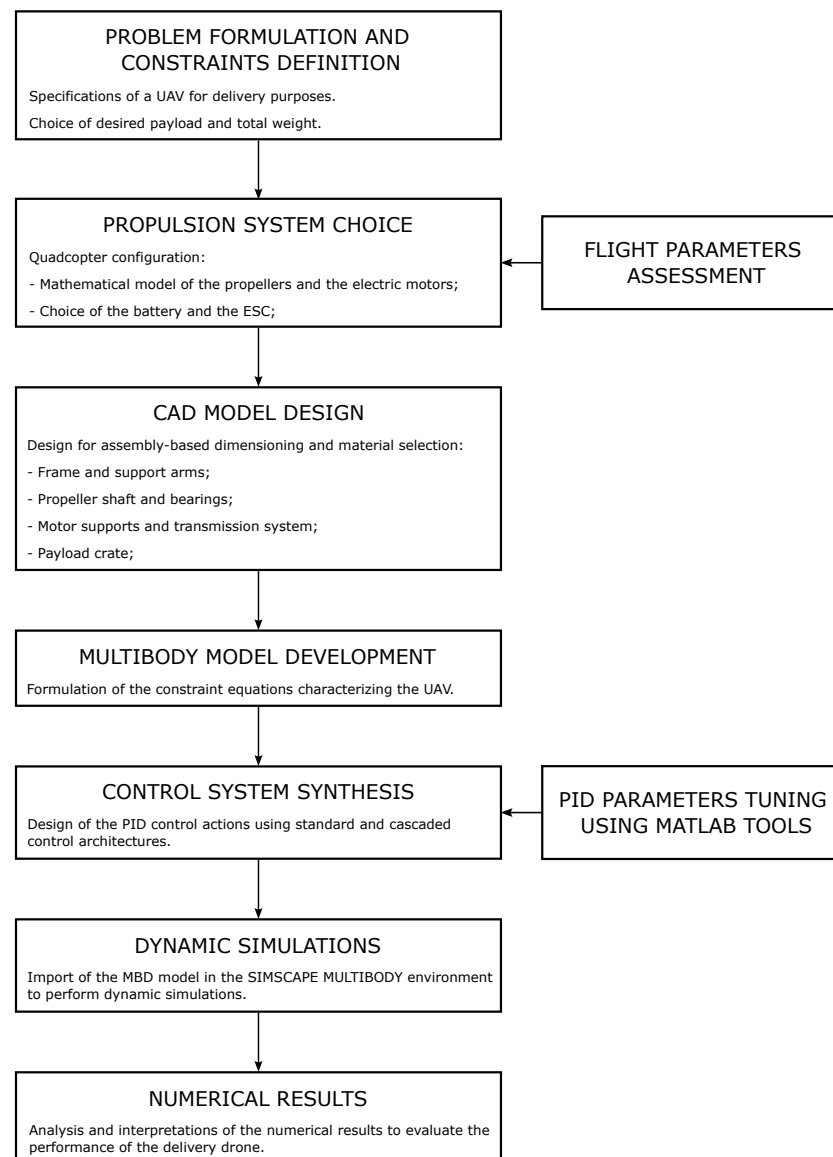 PROBLEM FORMULATION AND
CONSTRAINTS DEFINITION
Specifications of a UAV for delivery purposes.
Choice of desired payload and total weight.
PROPULSION SYSTEM CHOICE
Quadcopter configuration:
- Mathematical model of the propellers and the electric motors;
- Choice of the battery and the ESC;
FLIGHT PARAMETERS
ASSESSMENT
CAD MODEL DESIGN
Design for assembly-based dimensioning and material selection:
- Frame and support arms;
- Propeller shaft and bearings;
- Motor supports and transmission system;
- Payload crate;
MULTIBODY MODEL DEVELOPMENT
Formulation of the constraint equations characterizing the UAV.
CONTROL SYSTEM SYNTHESIS
Design of the PID control actions using standard and cascaded
control architectures.
PID PARAMETERS TUNING
USING MATLAB TOOLS
DYNAMIC SIMULATIONS
Import of the MBD model in the SIMSCAPE MULTIBODY environment
to perform dynamic simulations.
NUMERICAL RESULTS
Analysis and interpretations of the numerical results to evaluate the
performance of the delivery drone.